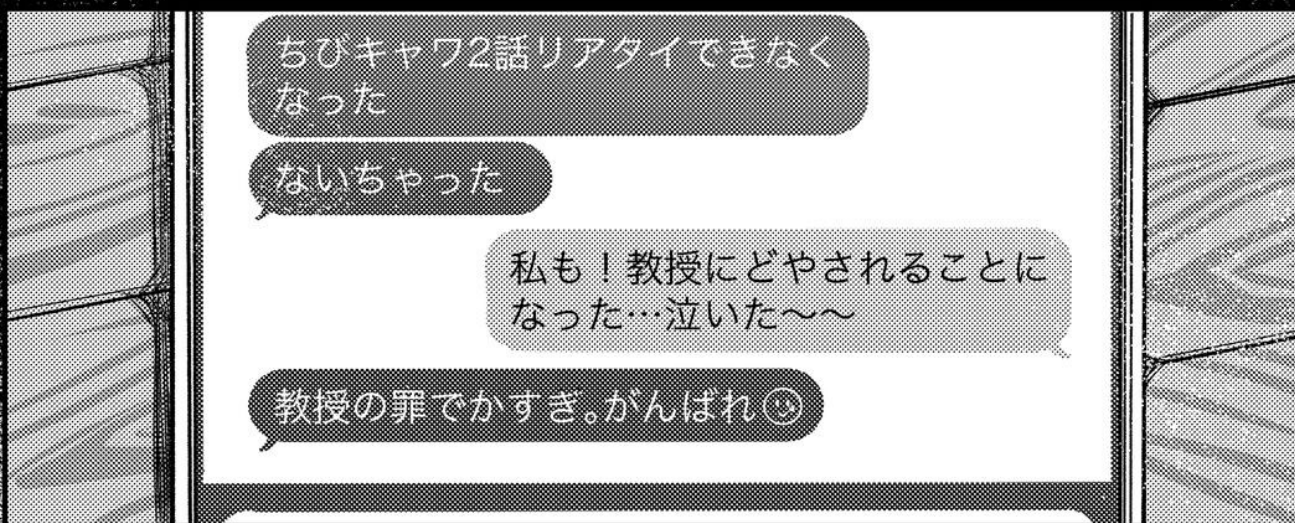 ちびキャワ2話リアタイできなく
なった
ないちゃった
私も！教授にどやされることに
なった…泣いた〜〜
教授の罪でかすぎ。がんばれ☺